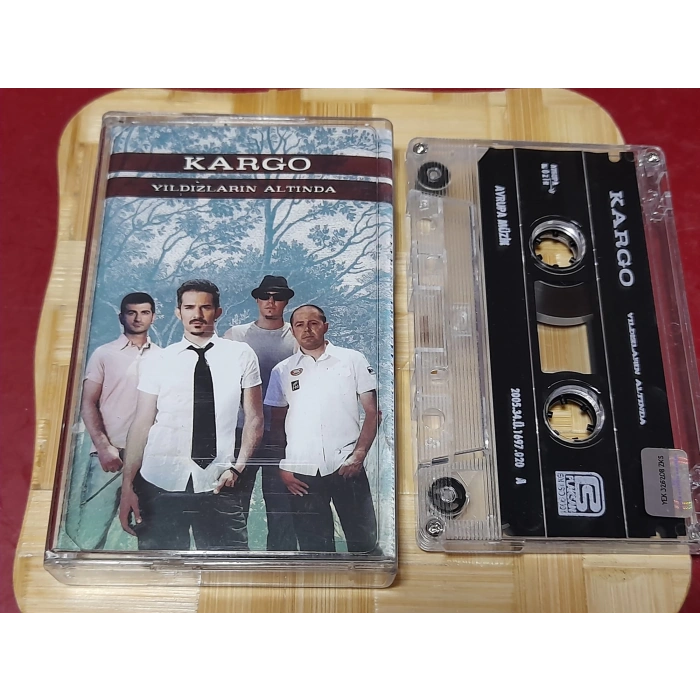 KARGO
YILDIZLARIN ALTINDA
KARGO
YILDIZLARIN ALTINDA
AVRUPA MÜZİK
2005.34.Ü.1697.020 A